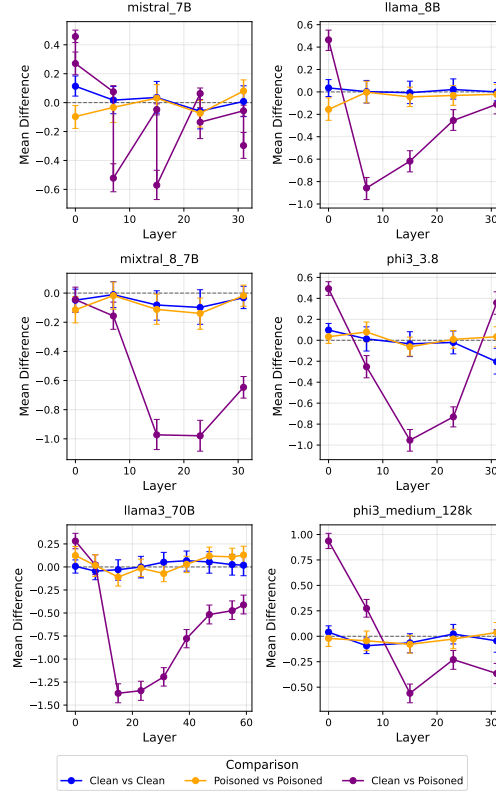 mistral_7B
llama_8B
Mean Difference
0.4
0.2
0.0
−0.2
−0.4
−0.6
0 10 20 30
Layer
Mean Difference
0.6
0.4
0.2
0.0
−0.2
−0.4
−0.6
−0.8
−1.0
0 10 20 30
Layer
mixtral_8_7B
phi3_3.8
Mean Difference
0.0
−0.2
−0.4
−0.6
−0.8
−1.0
0 10 20 30
Layer
Mean Difference
0.6
0.4
0.2
0.0
−0.2
−0.4
−0.6
−0.8
−1.0
0 10 20 30
Layer
llama3_70B
phi3_medium_128k
Mean Difference
0.25
0.00
−0.25
−0.50
−0.75
−1.00
−1.25
−1.50
0 10 20 30 40 50 60
Layer
Mean Difference
1.00
0.75
0.50
0.25
0.00
−0.25
−0.50
0 10 20 30
Layer
Comparison
Clean vs Clean Poisoned vs Poisoned Clean vs Poisoned